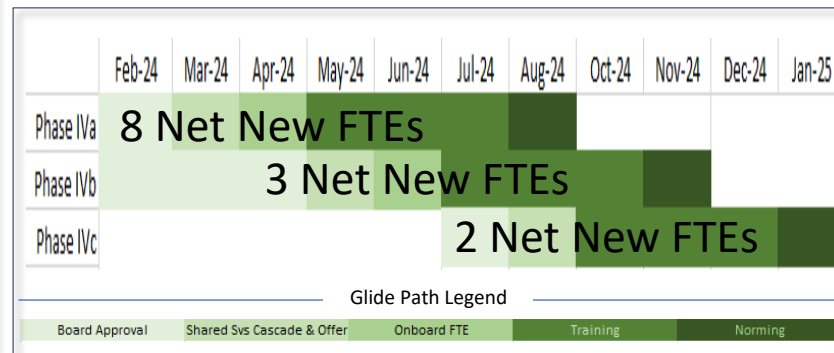 Feb-24 Mar-24 Apr-24 May-24 Jun-24 Jul-24 Aug-24 Oct-24 Nov-24 Dec-24 Jan-25
Phase IVa 8 Net New FTEs
Phase IVb 3 Net New FTEs
Phase IVc 2 Net New FTEs
Glide Path Legend
Board Approval Shared Svs Cascade & Offer Onboard FTE Training Norming